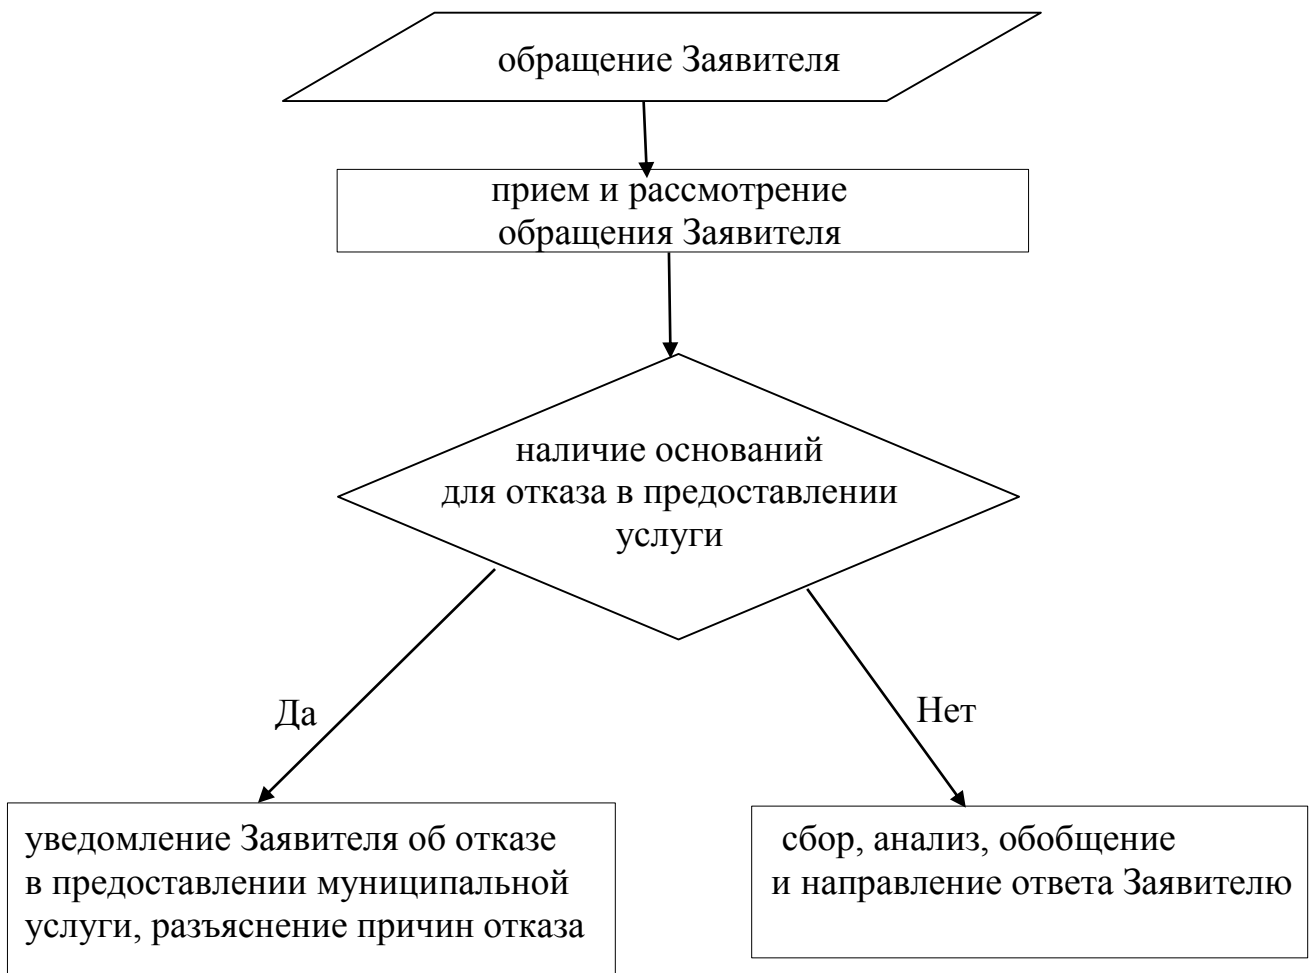 обращение Заявителя
прием и рассмотрение
обращения Заявителя
наличие оснований
для отказа в предоставлении
услуги
Да
Нет
уведомление Заявителя об отказе
в предоставлении муниципальной
услуги, разъяснение причин отказа
сбор, анализ, обобщение
и направление ответа Заявителю